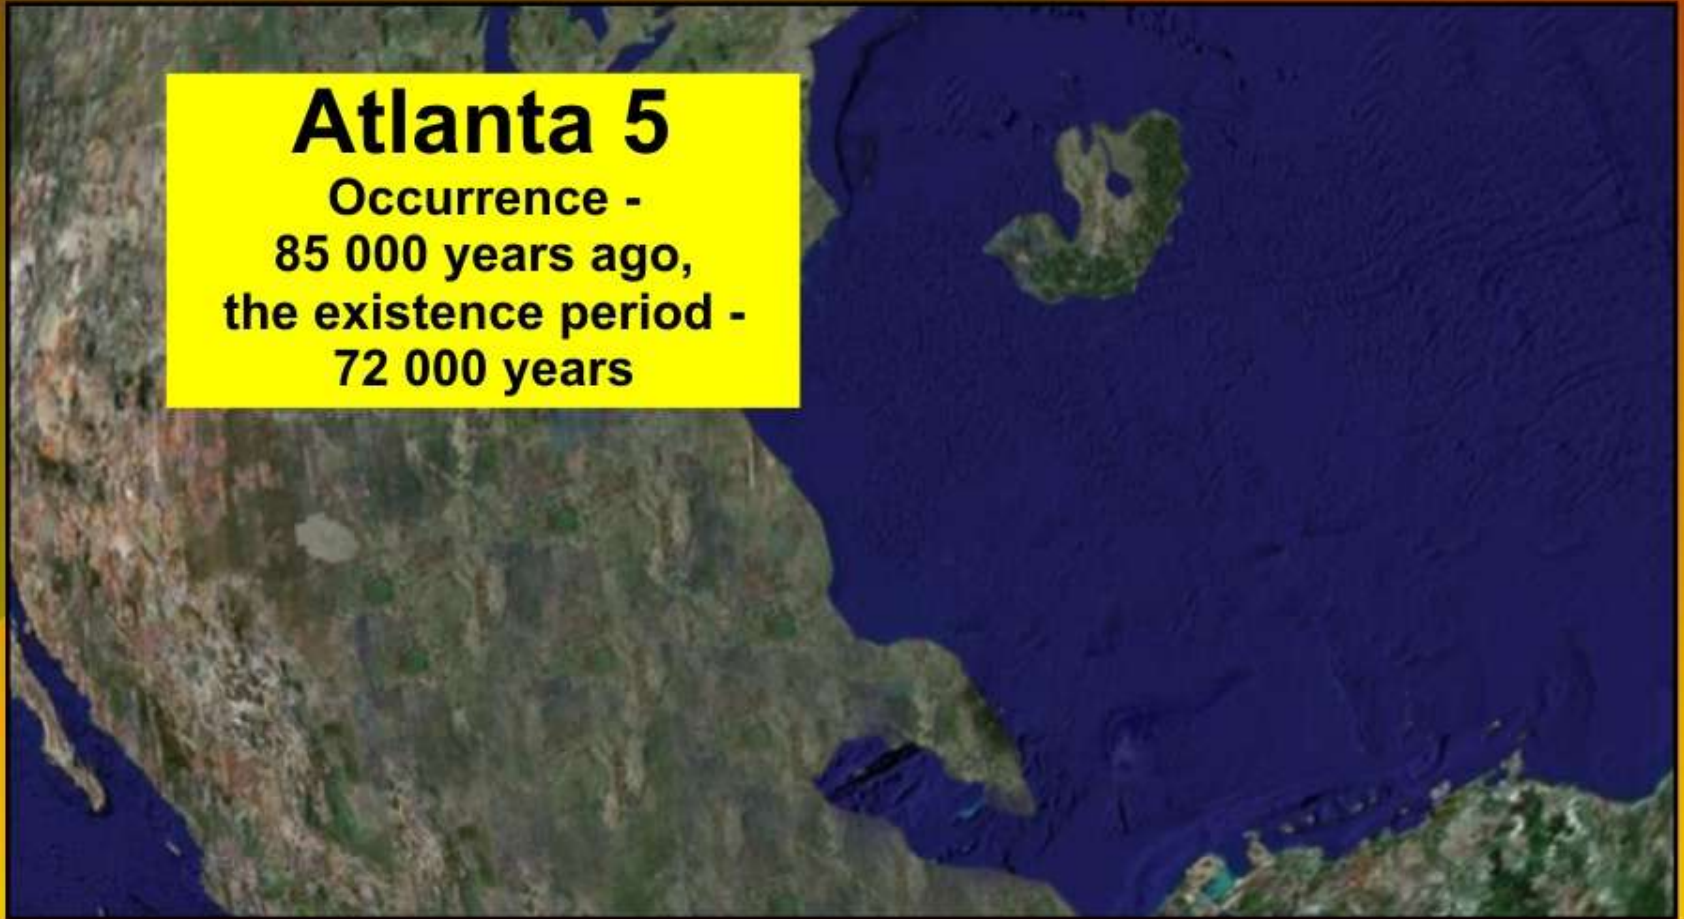 Atlanta 5
Occurrence -
85 000 years ago,
the existence period -
72 000 years